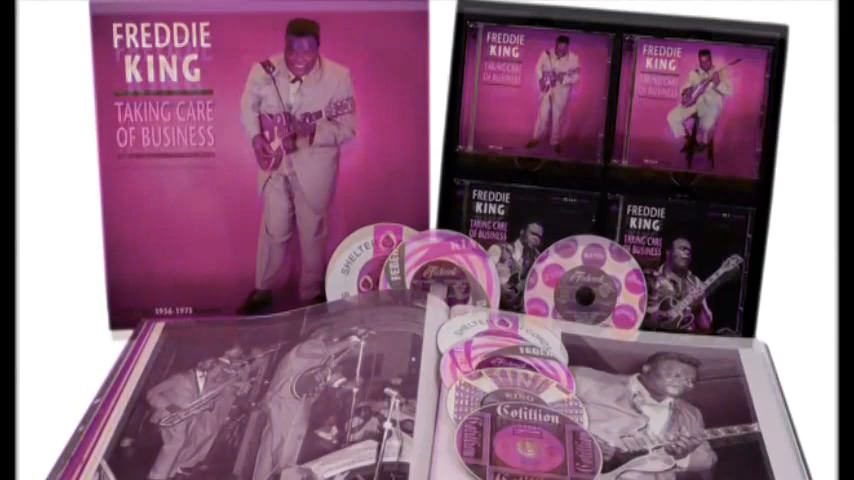 FREDDIE
KING
TAKING CARE
OF BUSINESS
1956-1973
FREDDIE
KING
TAKING CARE
OF BUSINESS
FREDDIE
KING
TAKING CARE
OF BUSINESS
FREDDIE
KING
TAKING CARE
OF BUSINESS
FREDDIE
KING
TAKING CARE
OF BUSINESS
SHELTER
FEDERAL
KING
Federal
Federal
SHELTER
FEDER
KING
KING
Cotillion